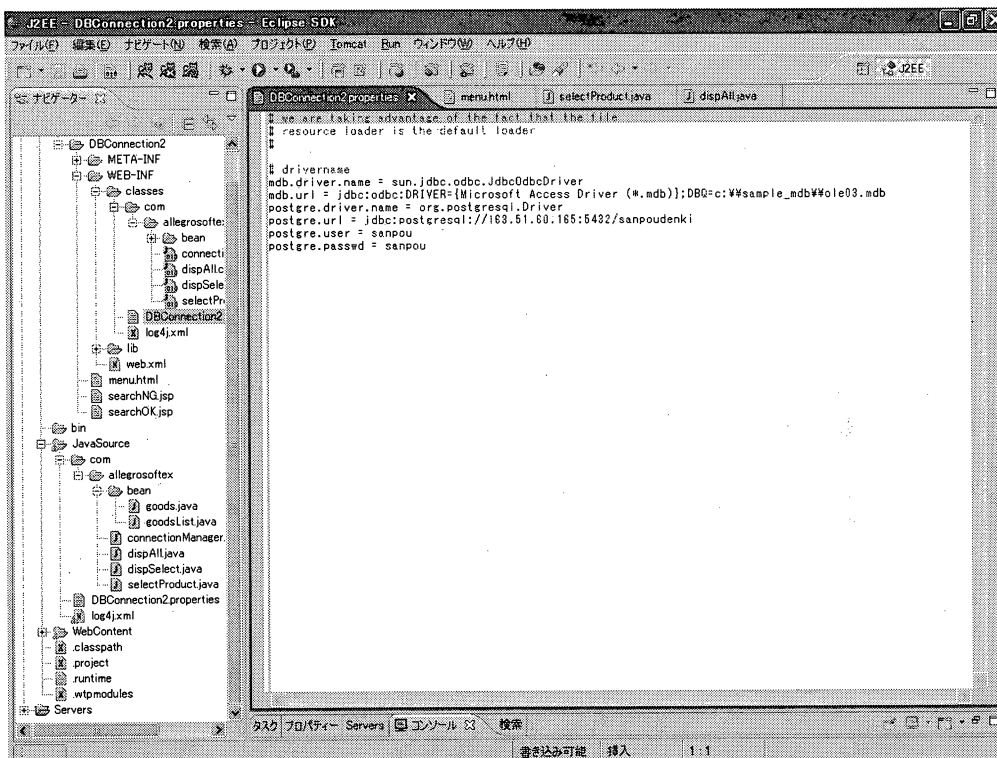 J2EE - DBConnection2.properties - Eclipse SDK
ファイル(F) 編集(E) ナビゲート(N) 検索(A) プロジェクト(P) Tomcat Run ウィンドウ(W) ヘルプ(H)
J2EE
ナビゲーター
DBConnection2.properties menu.html selectProduct.java dispAll.java
DBConnection2
META-INF
WEB-INF
classes
com
allegrosofte
bean
connecti
dispAll.c
dispSele
selectPr
DBConnection2
log4j.xml
lib
web.xml
menu.html
searchNG.jsp
searchOK.jsp
bin
JavaSource
com
allegrosoftex
bean
goods.java
goodsList.java
connectionManager.
dispAll.java
dispSelect.java
selectProduct.java
DBConnection2.properties
log4j.xml
WebContent
.classpath
.project
.runtime
.wtpmodules
Servers
# we are taking advantage of the fact that the file
# resource loader is the default loader
#
# drivername
mdb.driver.name = sun.jdbc.odbc.JdbcOdbcDriver
mdb.url = jdbc:odbc:DRIVER={Microsoft Access Driver (*.mdb)};DBQ=c:¥¥sample_mdb¥¥ole03.mdb
postgre.driver.name = org.postgresql.Driver
postgre.url = jdbc:postgresql://163.51.60.165:5432/sanpoudenki
postgre.user = sanpou
postgre.passwd = sanpou
タスク プロパティー Servers コンソール 検索
書き込み可能 挿入 1 : 1